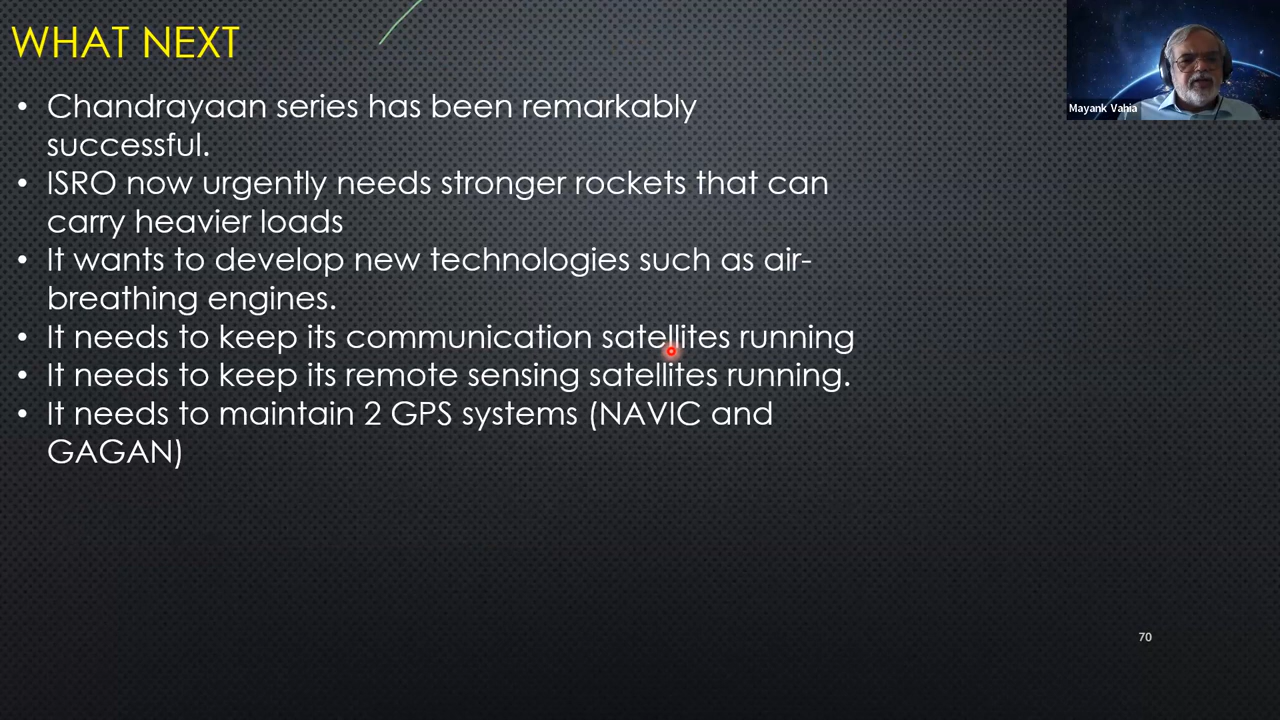 WHAT NEXT
Mayank Vahia
• Chandrayaan series has been remarkably
successful.
• ISRO now urgently needs stronger rockets that can
carry heavier loads
• It wants to develop new technologies such as air-
breathing engines.
• It needs to keep its communication satellites running
• It needs to keep its remote sensing satellites running.
• It needs to maintain 2 GPS systems (NAVIC and
GAGAN)
70